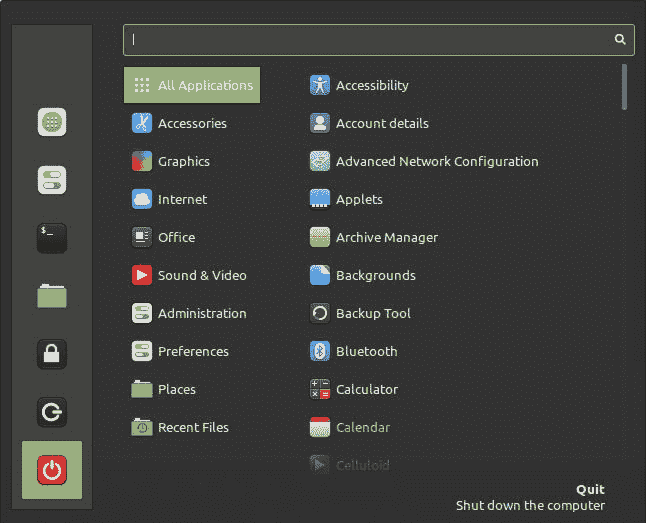 All Applications
Accessories
Graphics
Internet
Office
Sound & Video
Administration
Preferences
Places
Recent Files
Accessibility
Account details
Advanced Network Configuration
Applets
Archive Manager
Backgrounds
Backup Tool
Bluetooth
Calculator
Calendar
Celluloid
$_
Quit
Shut down the computer